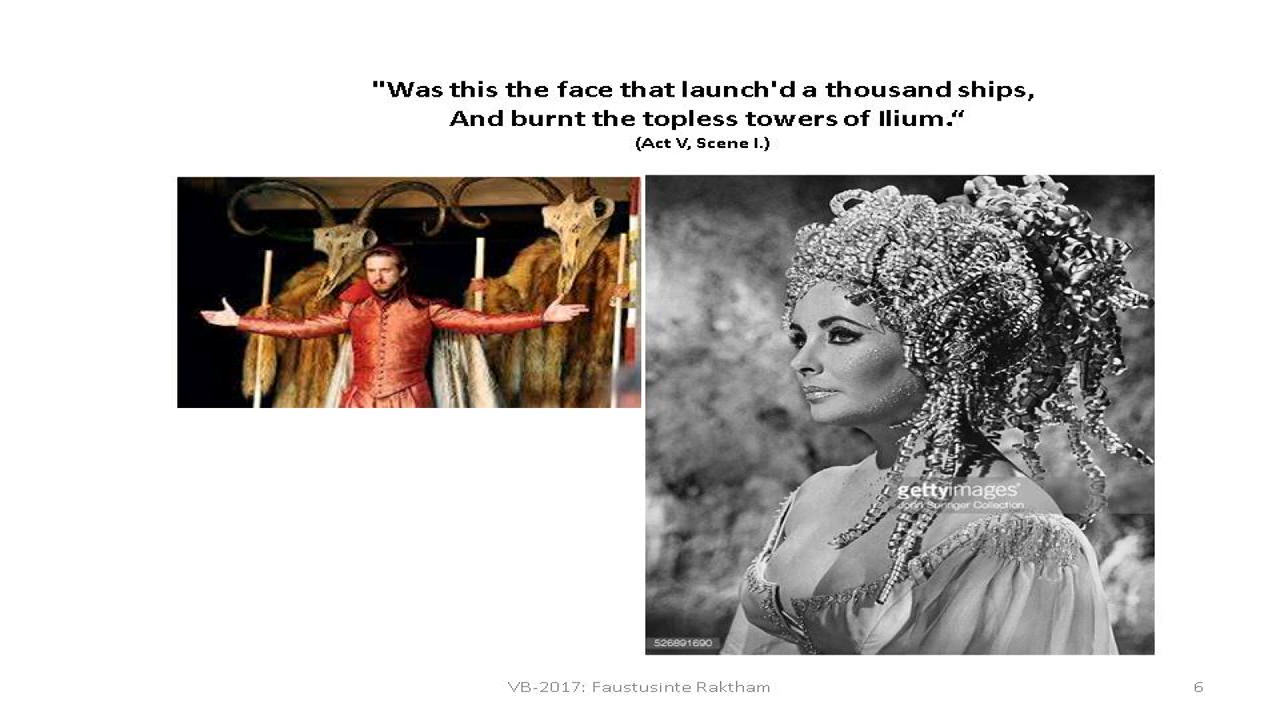 "Was this the face that launch'd a thousand ships,
And burnt the topless towers of Ilium.“
(Act V, Scene I.)
gettyimages®
John Springer Collection
526891690
VB-2017: Faustusinte Raktham
6